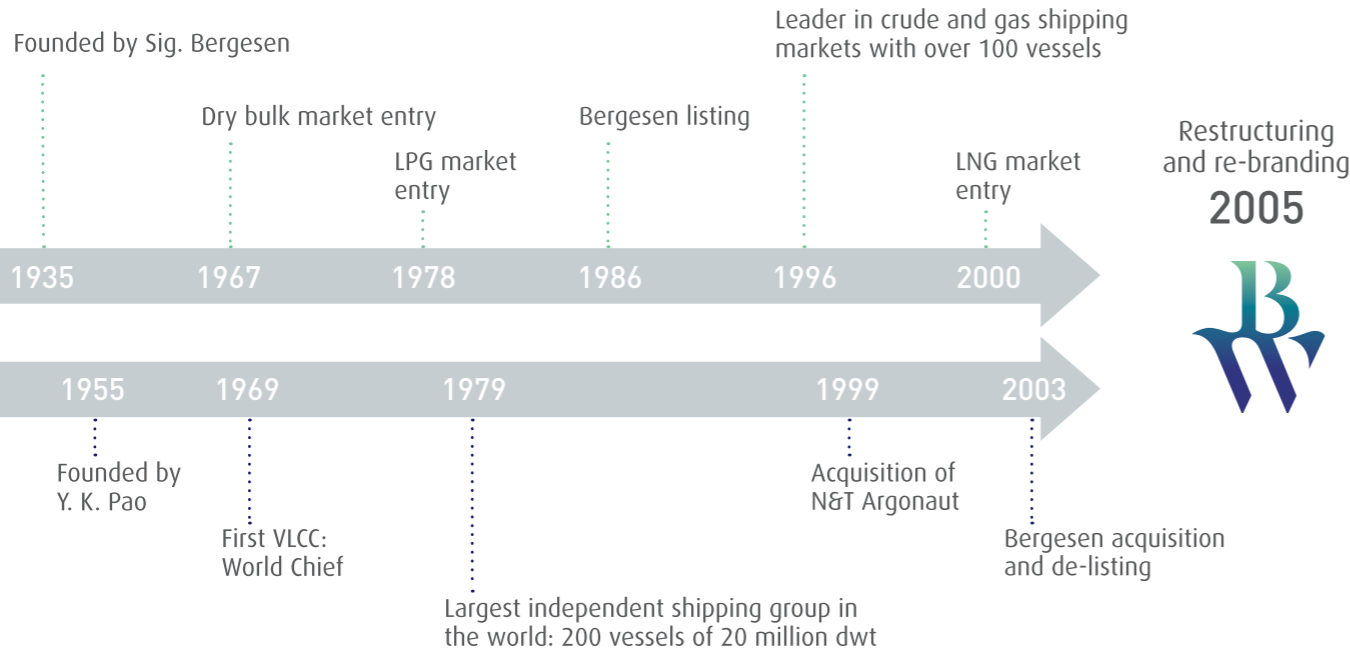 Founded by Sig. Bergesen
Dry bulk market entry
LPG market
entry
Bergesen listing
Leader in crude and gas shipping
markets with over 100 vessels
LNG market
entry
1935 1967 1978 1986 1996 2000
1955 1969 1979 1999 2003
Founded by
Y. K. Pao
First VLCC:
World Chief
Largest independent shipping group in
the world: 200 vessels of 20 million dwt
Acquisition of
N&T Argonaut
Bergesen acquisition
and de-listing
Restructuring
and re-branding
2005
BW